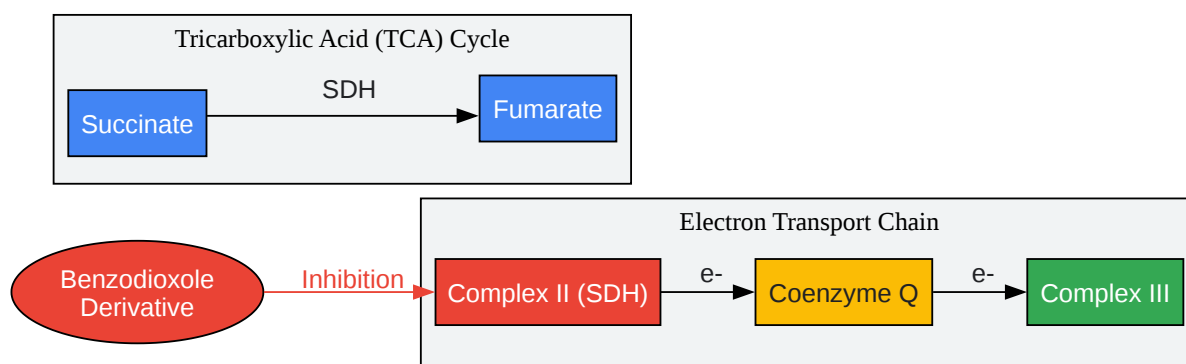 Tricarboxylic Acid (TCA) Cycle
SDH
Succinate
Fumarate
Electron Transport Chain
Benzodioxole
Derivative
Inhibition
Complex II (SDH)
e-
Coenzyme Q
e-
Complex III